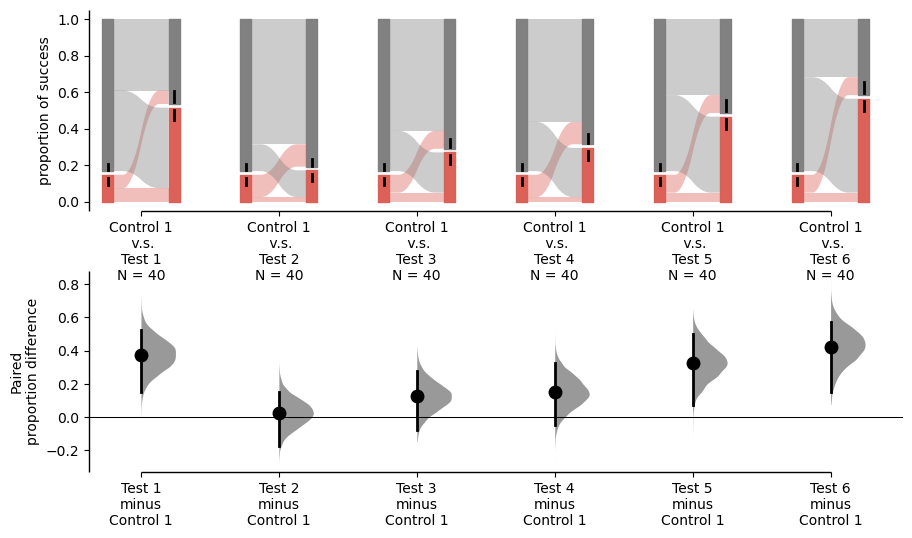 proportion of success
1.0
0.8
0.6
0.4
0.2
0.0
Control 1
v.s.
Test 1
N = 40
Control 1
v.s.
Test 2
N = 40
Control 1
v.s.
Test 3
N = 40
Control 1
v.s.
Test 4
N = 40
Control 1
v.s.
Test 5
N = 40
Control 1
v.s.
Test 6
N = 40
Paired
proportion difference
0.8
0.6
0.4
0.2
0.0
−0.2
Test 1
minus
Control 1
Test 2
minus
Control 1
Test 3
minus
Control 1
Test 4
minus
Control 1
Test 5
minus
Control 1
Test 6
minus
Control 1